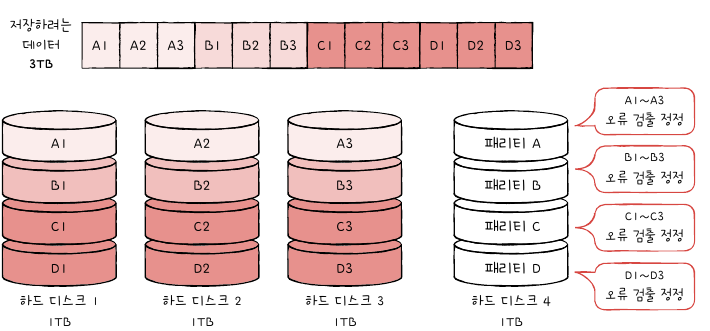 저장하려는
데이터
3TB
A1 A2 A3 B1 B2 B3 C1 C2 C3 D1 D2 D3
A1 A2 A3 패리티 A
B1 B2 B3 패리티 B
C1 C2 C3 패리티 C
D1 D2 D3 패리티 D
A1~A3
오류 검출 정정
B1~B3
오류 검출 정정
C1~C3
오류 검출 정정
D1~D3
오류 검출 정정
하드 디스크 1 하드 디스크 2 하드 디스크 3 하드 디스크 4
1TB 1TB 1TB 1TB